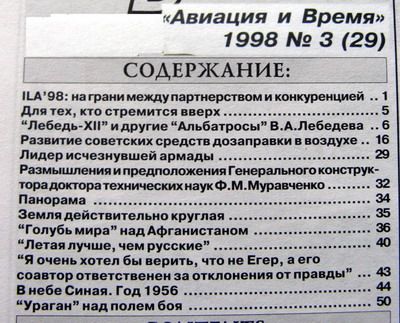 «Авиация и Время»
1998 № 3 (29)
СОДЕРЖАНИЕ:
ILA'98: на грани между партнерством и конкуренцией .. 1
Для тех, кто стремится вверх ........ 5
“Лебедь-XII” и другие “Альбатросы” В.А.Лебедева ..... 6
Развитие советских средств дозаправки в воздухе .... 16
Лидер исчезнувшей армады ........ 29
Размышления и предположения Генерального конструк-
тора доктора технических наук Ф.М.Муравченко ........ 32
Панорама ........ 34
Земля действительно круглая ........ 35
“Голубь мира” над Афганистаном ........ 36
“Летая лучше, чем русские” ........ 40
“Я очень хотел бы верить, что не Егер, а его
соавтор ответственен за отклонения от правды” ..... 43
В небе Синая. Год 1956 ........ 44
“Ураган” над полем боя ........ 50